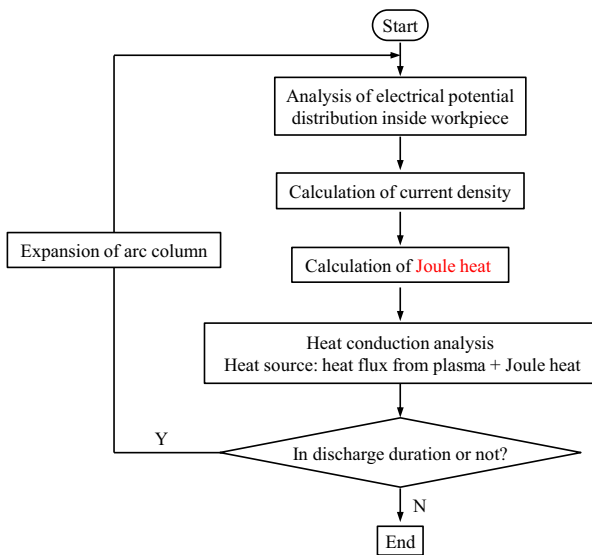 Start
Analysis of electrical potential
distribution inside workpiece
Calculation of current density
Expansion of arc column
Calculation of Joule heat
Heat conduction analysis
Heat source: heat flux from plasma + Joule heat
Y
In discharge duration or not?
N
End